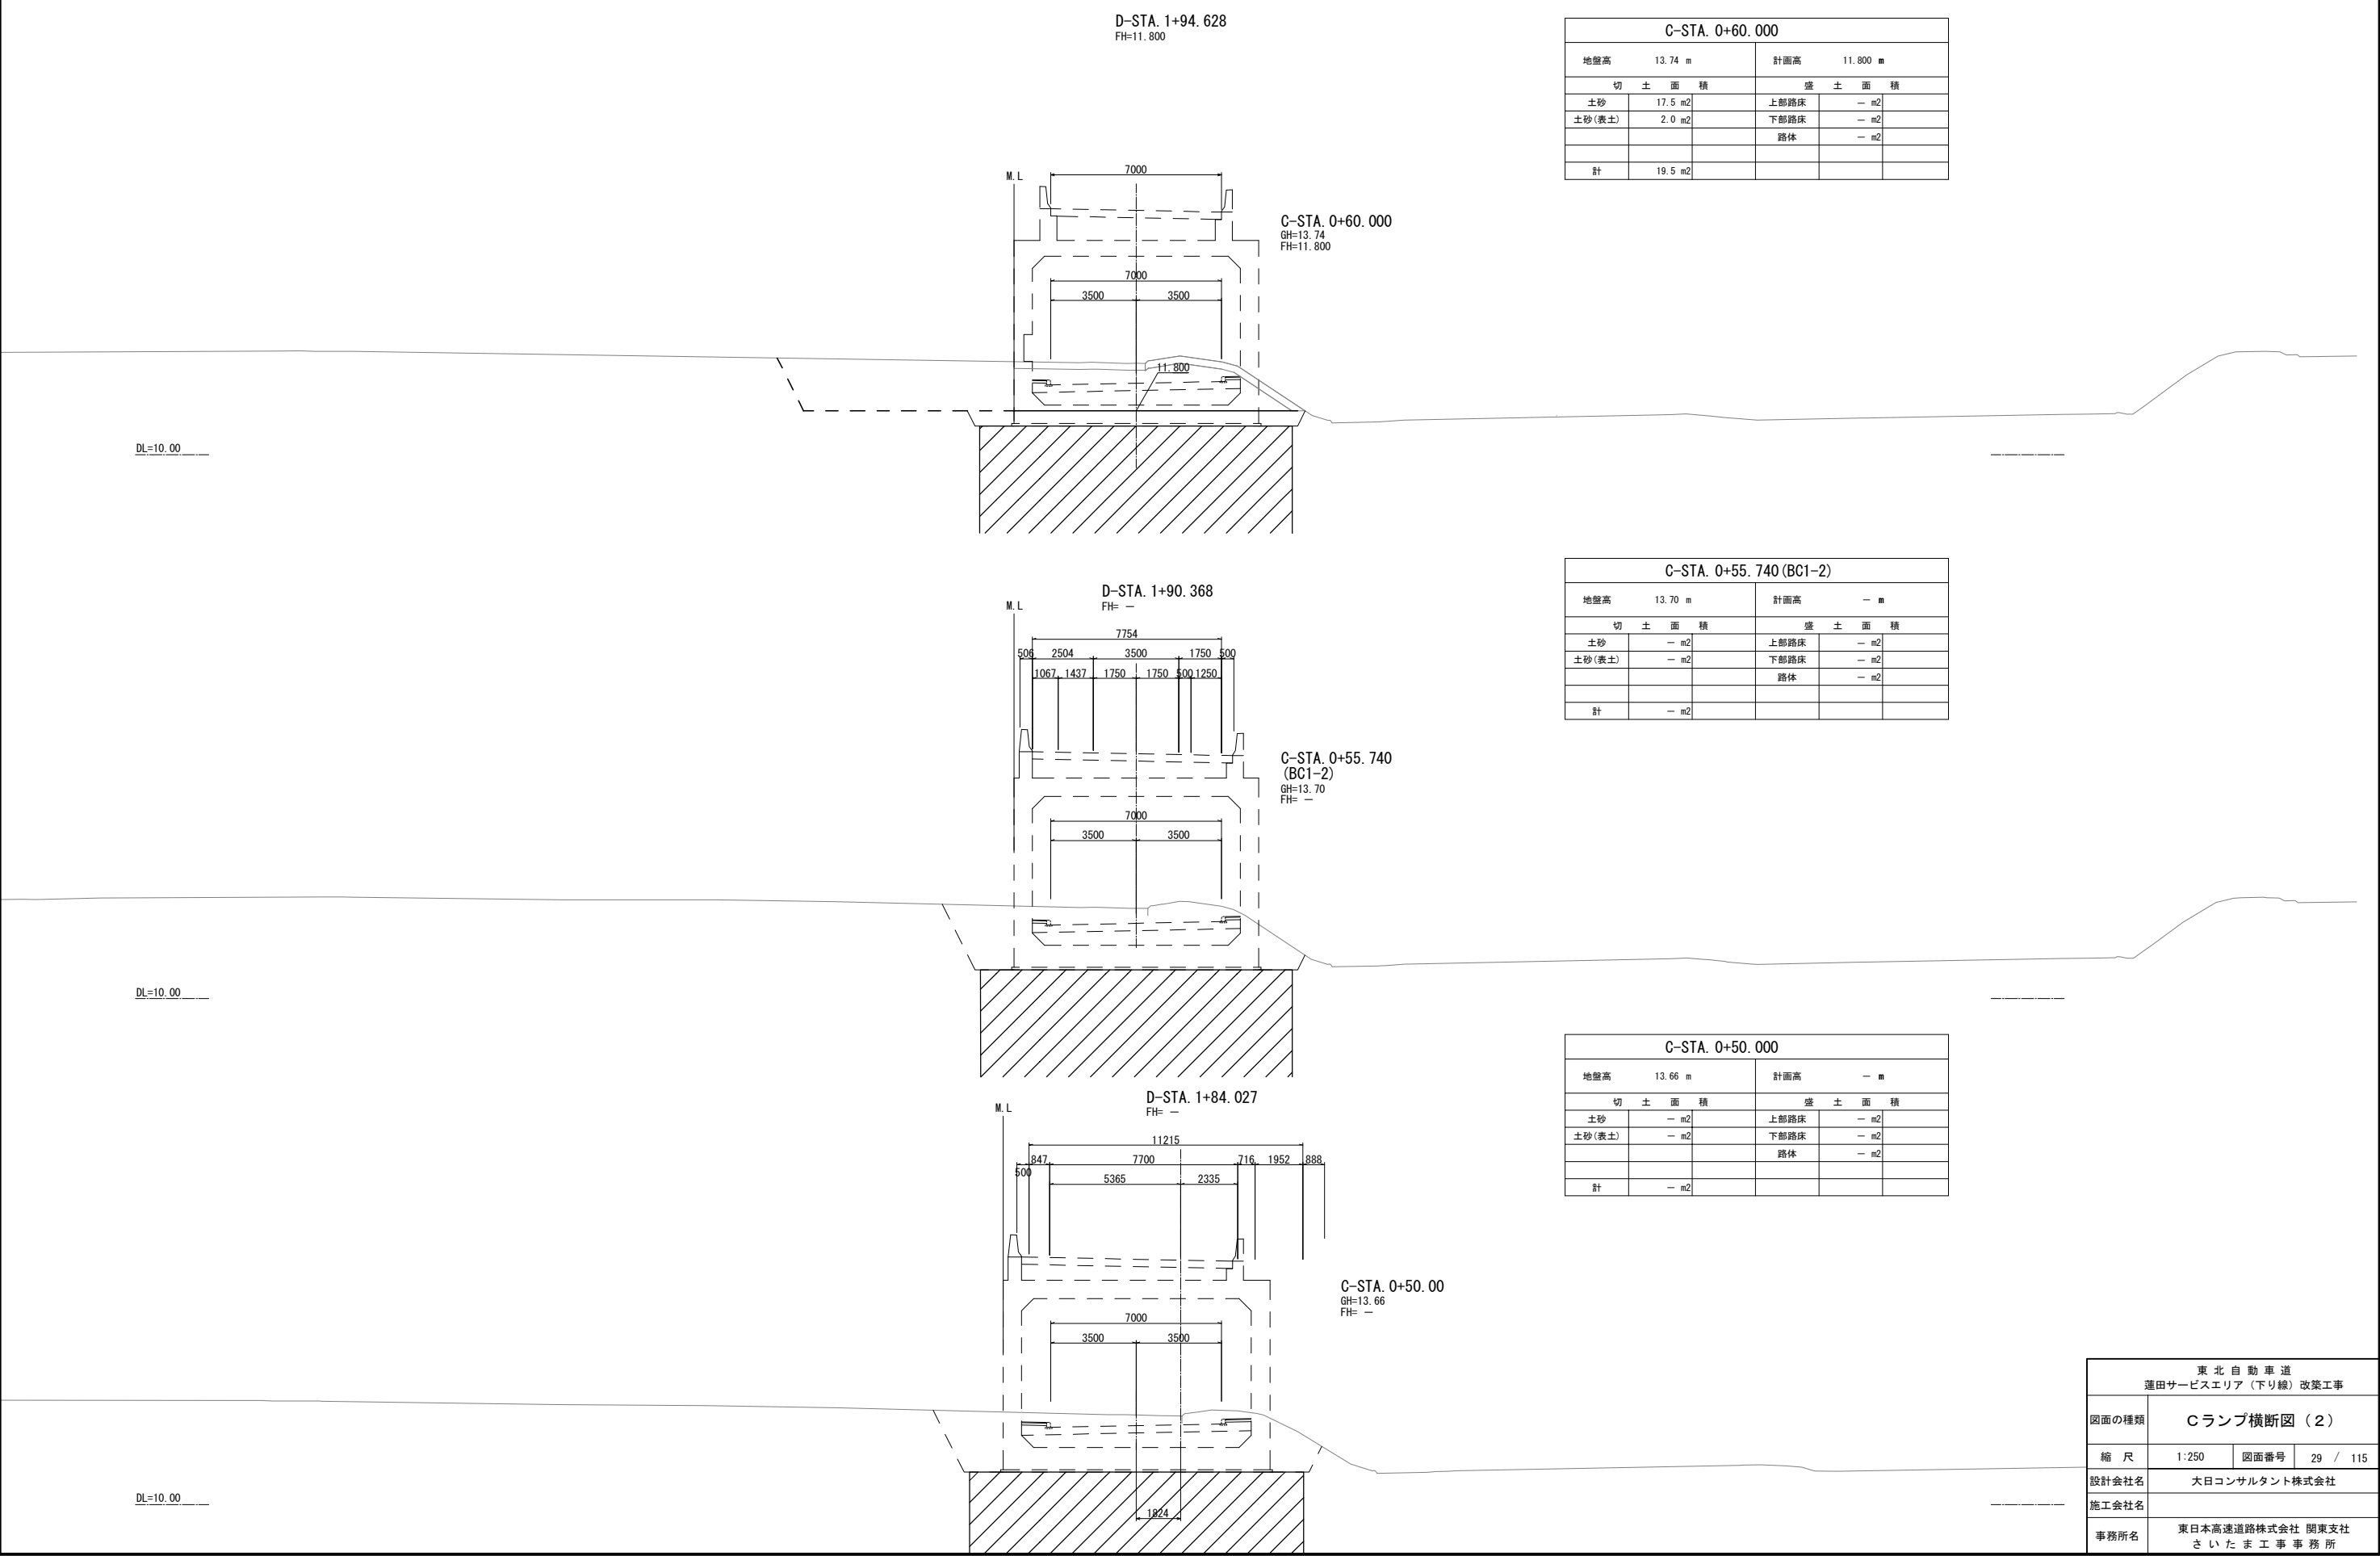 D-STA. 1+94.628
FH=11.800
C-STA. 0+60.000
地盤高 13.74 m 計画高 11.800 m
切 土 面 積 盛 土 面 積
土砂 17.5 m2 上部路床 － m2
土砂(表土) 2.0 m2 下部路床 － m2
路体 － m2
計 19.5 m2
M.L
7000
C-STA. 0+60.000
GH=13.74
FH=11.800
7000
3500 3500
11.800
DL=10.00
C-STA. 0+55.740(BC1-2)
地盤高 13.70 m 計画高 － m
切 土 面 積 盛 土 面 積
土砂 － m2 上部路床 － m2
土砂(表土) － m2 下部路床 － m2
路体 － m2
計 － m2
D-STA. 1+90.368
FH= －
M.L
7754
506 2504 3500 1750 500
1067 1437 1750 1750 500 1250
C-STA. 0+55.740
(BC1-2)
GH=13.70
FH= －
7000
3500 3500
DL=10.00
C-STA. 0+50.000
地盤高 13.66 m 計画高 － m
切 土 面 積 盛 土 面 積
土砂 － m2 上部路床 － m2
土砂(表土) － m2 下部路床 － m2
路体 － m2
計 － m2
D-STA. 1+84.027
FH= －
M.L
11215
847 7700 716 1952 888
500
5365 2335
C-STA. 0+50.00
GH=13.66
FH= －
7000
3500 3500
DL=10.00
1824
東 北 自 動 車 道
蓮田サービスエリア（下り線）改築工事
図面の種類 Cランプ横断図（２）
縮 尺 1:250 図面番号 29 / 115
設計会社名 大日コンサルタント株式会社
施工会社名
事務所名 東日本高速道路株式会社 関東支社
さ い た ま 工 事 事 務 所